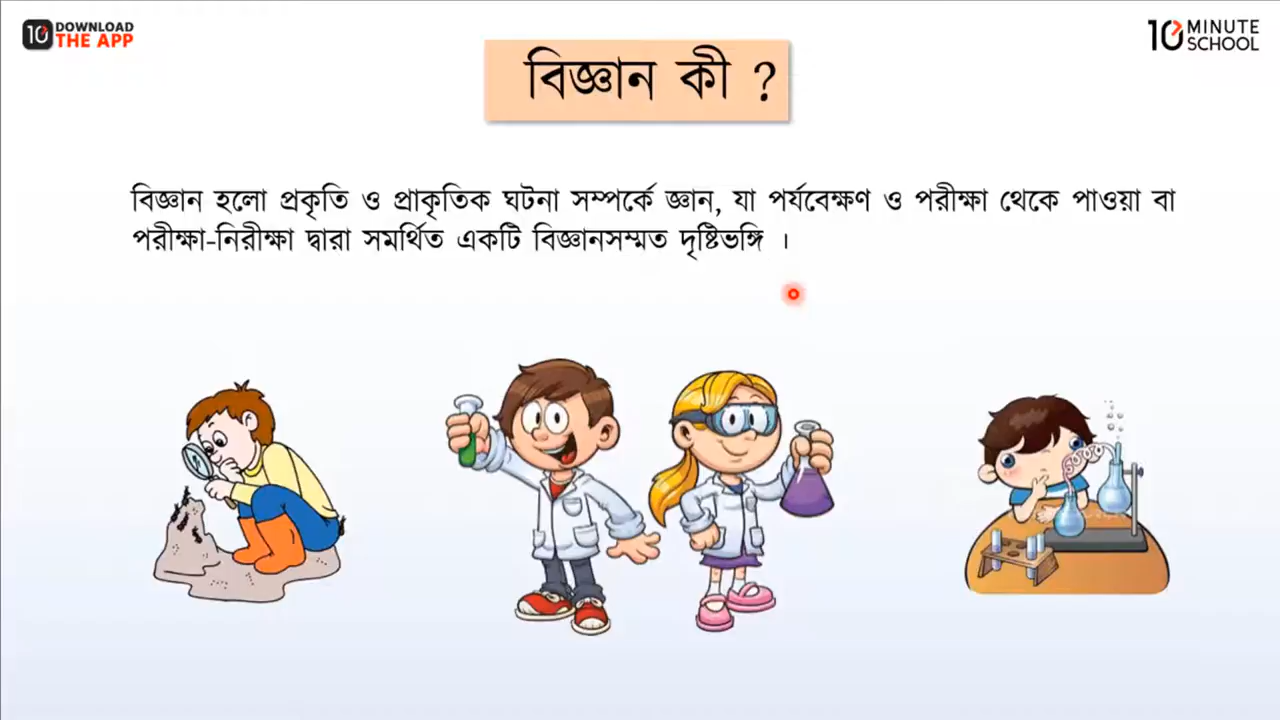 DOWNLOAD
THE APP
10 MINUTE
SCHOOL
বিজ্ঞান কী ?
বিজ্ঞান হলো প্রকৃতি ও প্রাকৃতিক ঘটনা সম্পর্কে জ্ঞান, যা পর্যবেক্ষণ ও পরীক্ষা থেকে পাওয়া বা
পরীক্ষা-নিরীক্ষা দ্বারা সমর্থিত একটি বিজ্ঞানসম্মত দৃষ্টিভঙ্গি ।